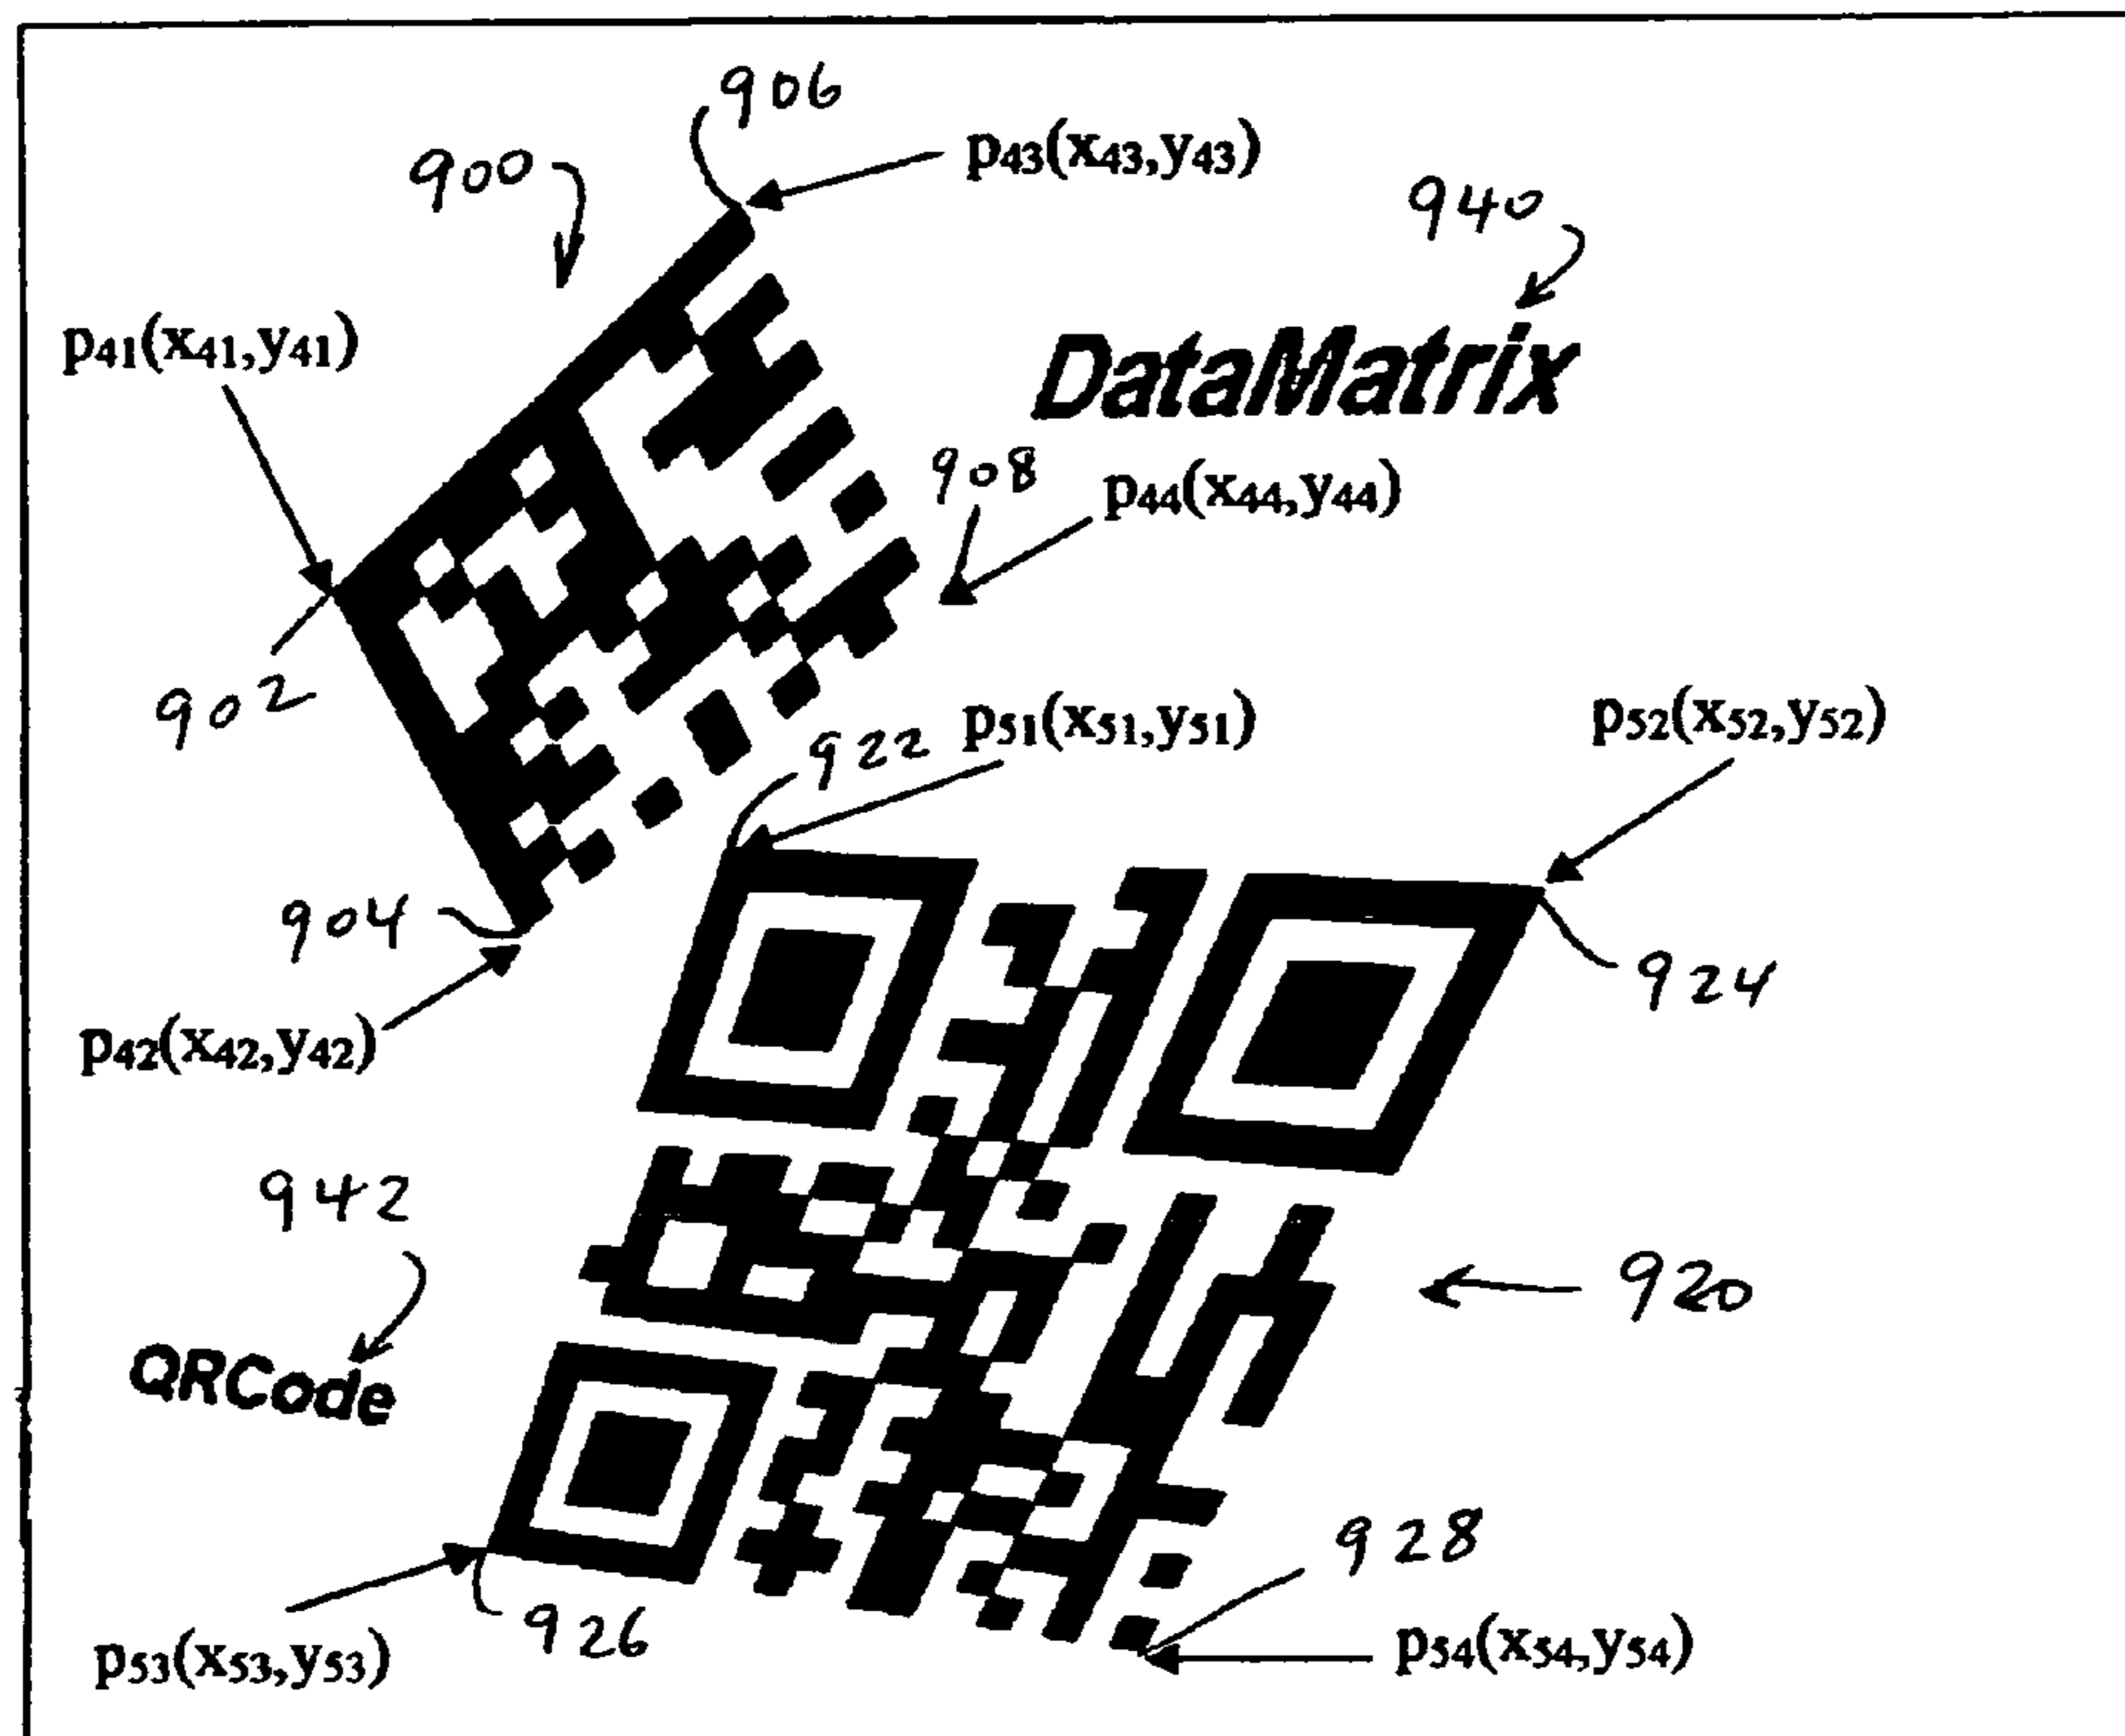 906
p43(x43,y43)
900
940
p41(x41,y41)
DataMatrix
908
p44(x44,y44)
902
p51(x51,y51)
p52(x52,y52)
922
904
924
p42(x42,y42)
942
920
QRCode
928
926
p53(x53,y53)
p54(x54,y54)